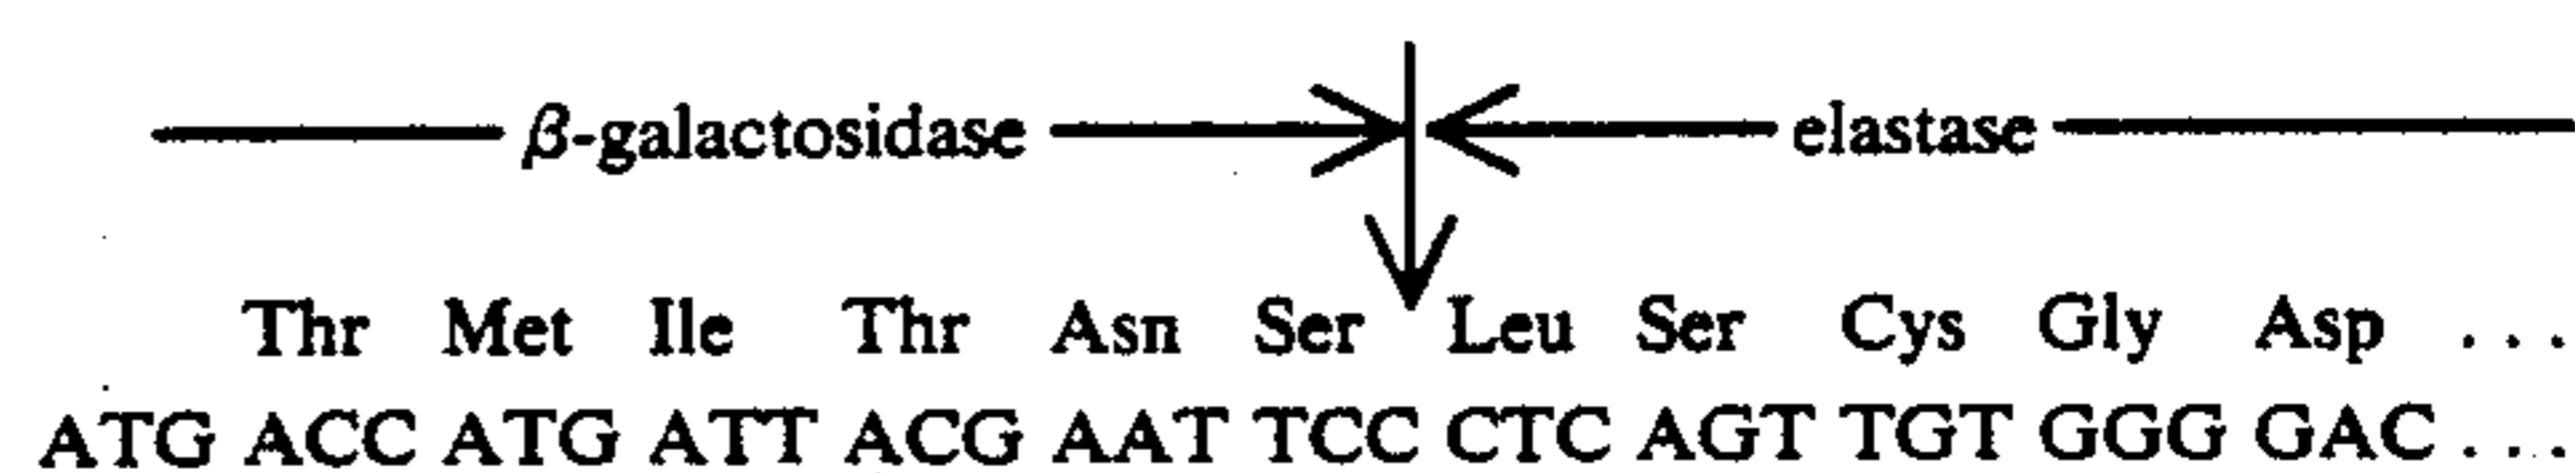 β-galactosidase elastase
Thr Met Ile Thr Asn Ser Leu Ser Cys Gly Asp ...
ATG ACC ATG ATT ACG AAT TCC CTC AGT TGT GGG GAC ...